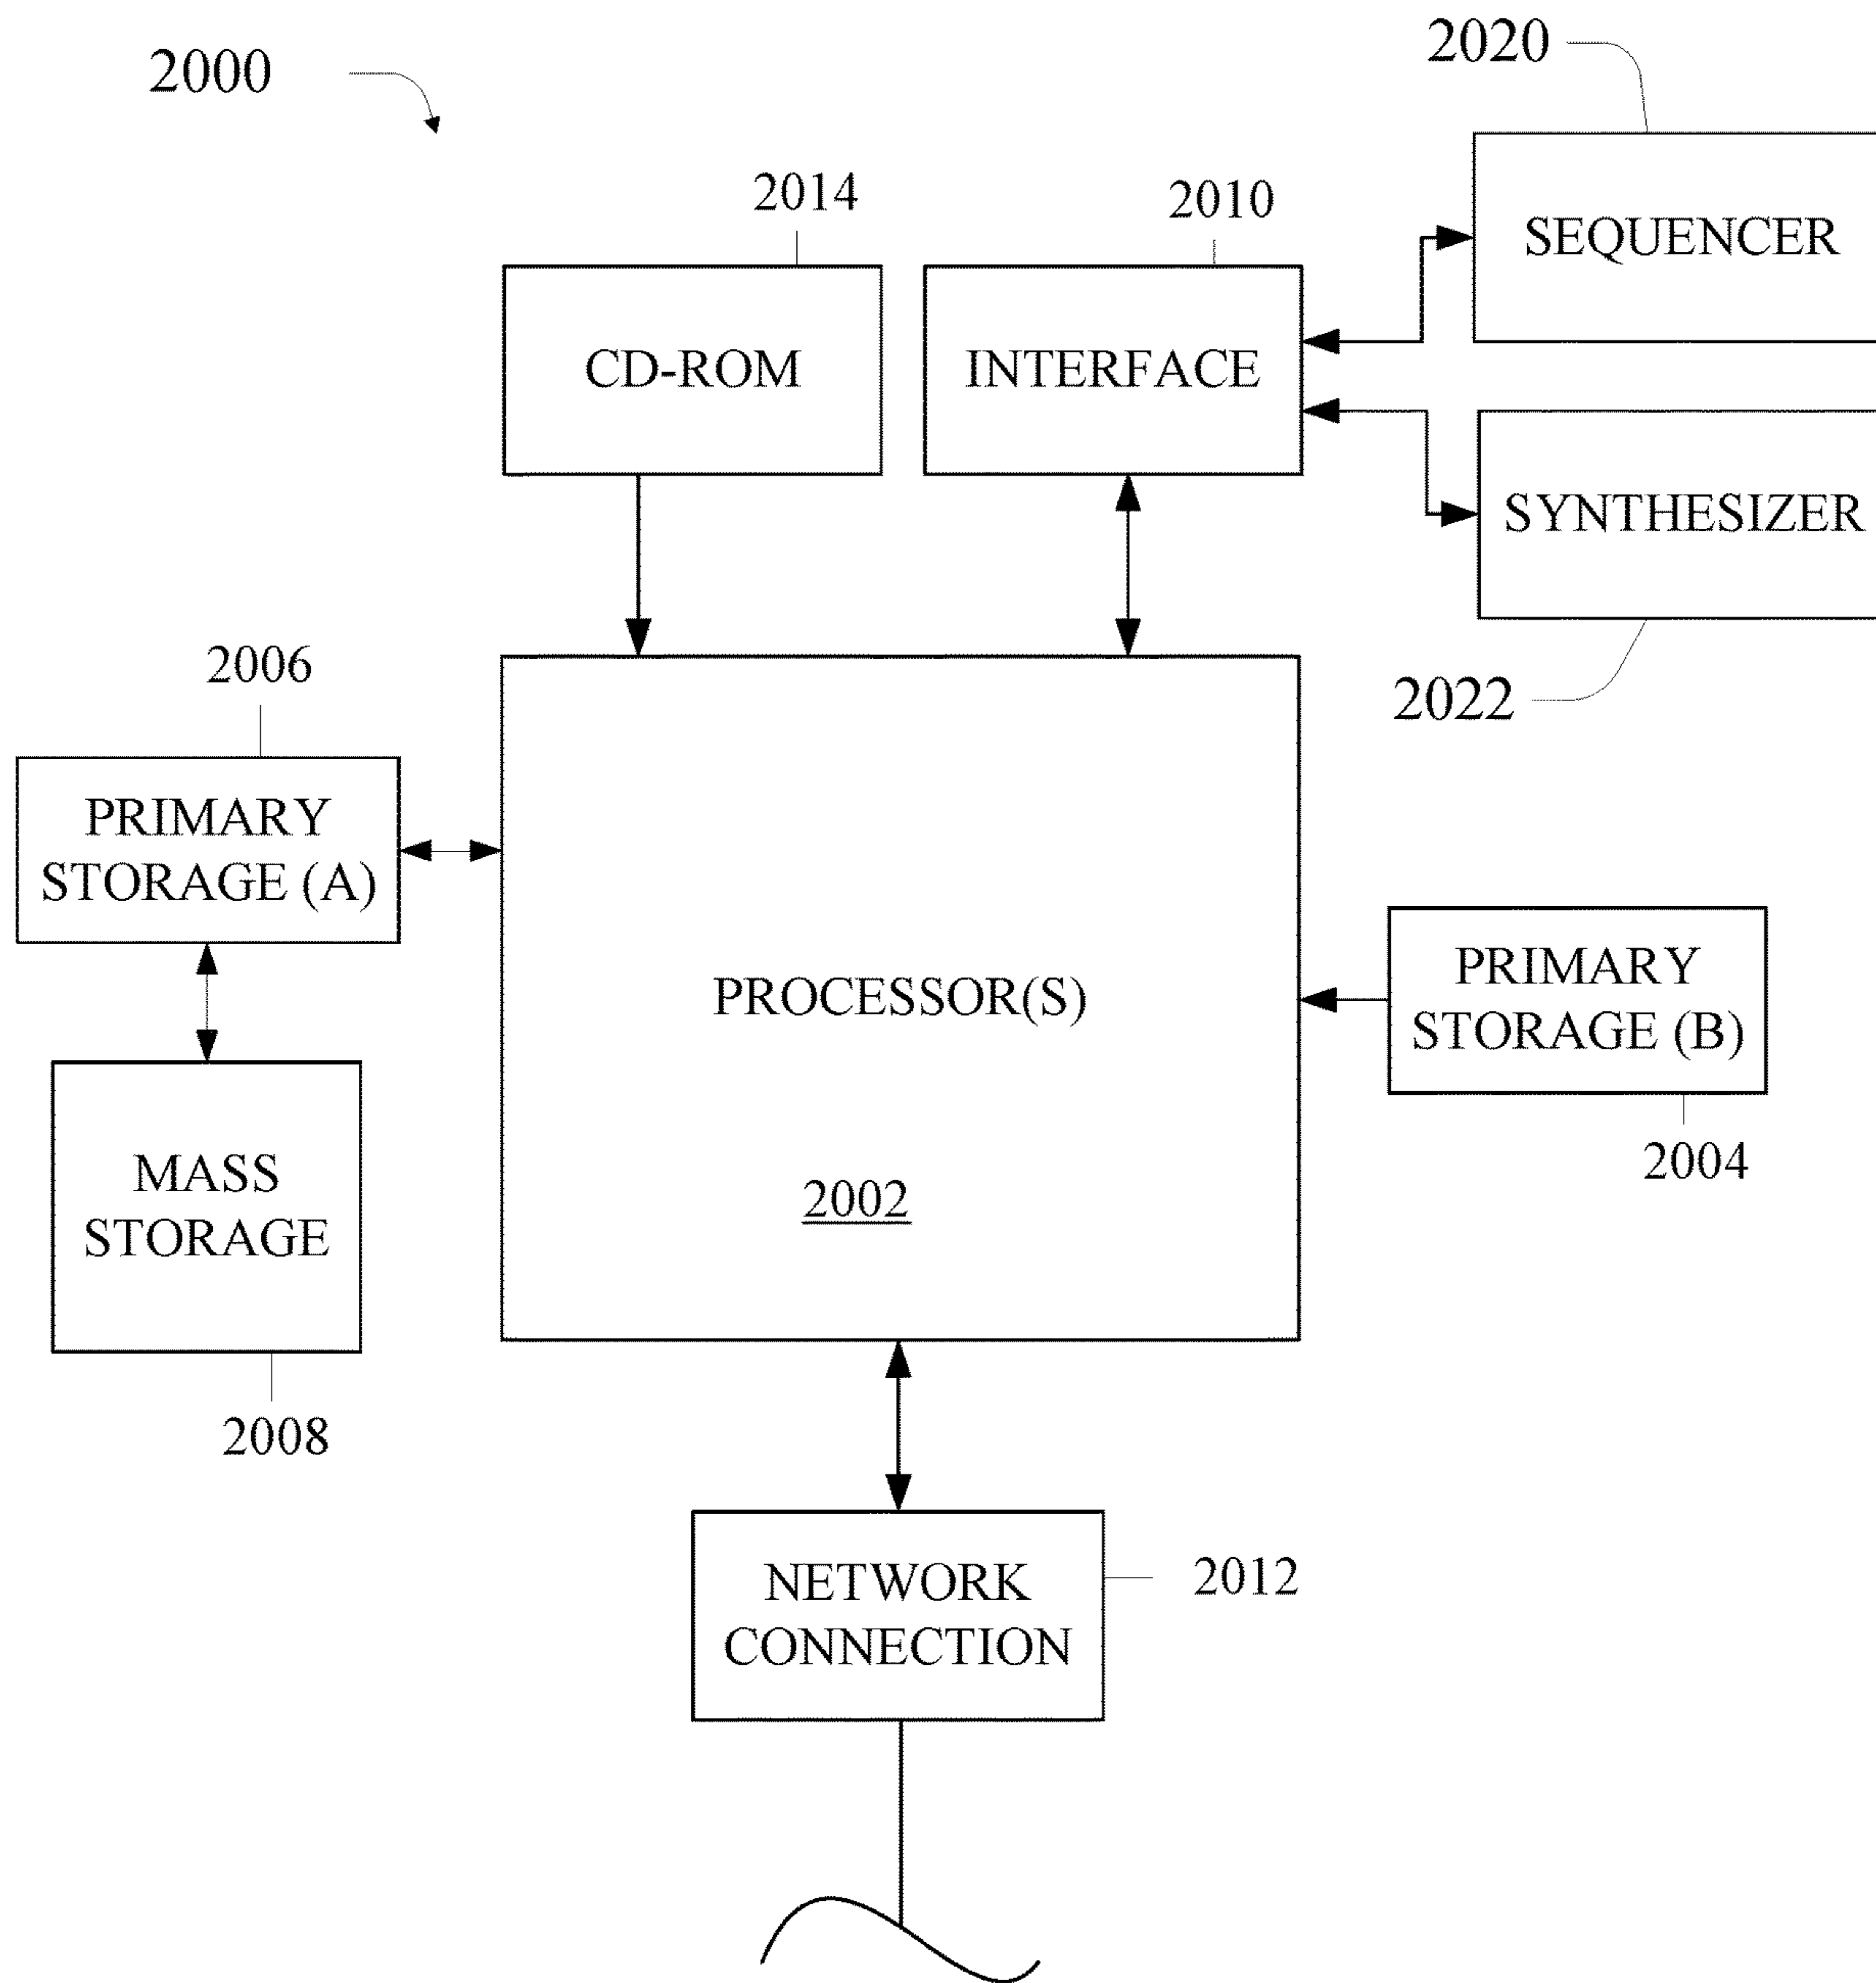 2000
2020
2014
2010
SEQUENCER
CD-ROM
INTERFACE
SYNTHESIZER
2006
2022
PRIMARY
STORAGE (A)
PROCESSOR(S)
2002
PRIMARY
STORAGE (B)
2004
MASS
STORAGE
2008
NETWORK
CONNECTION
2012